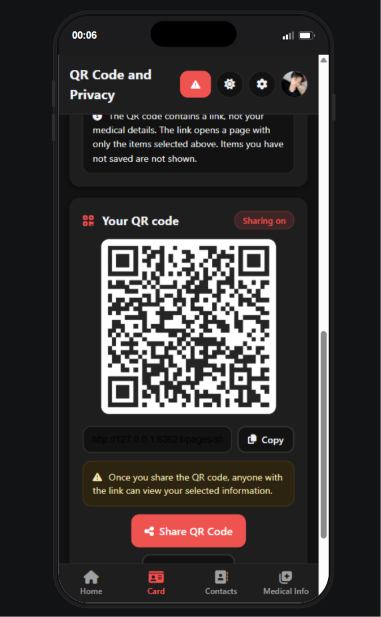 00:06
QR Code and
Privacy
The QR code contains a link, not your
medical details. The link opens a page with
only the items selected above. Items you have
not saved are not shown.
Your QR code
Sharing on
Copy
Once you share the QR code, anyone with
the link can view your selected information.
Share QR Code
Home
Card
Contacts
Medical Info